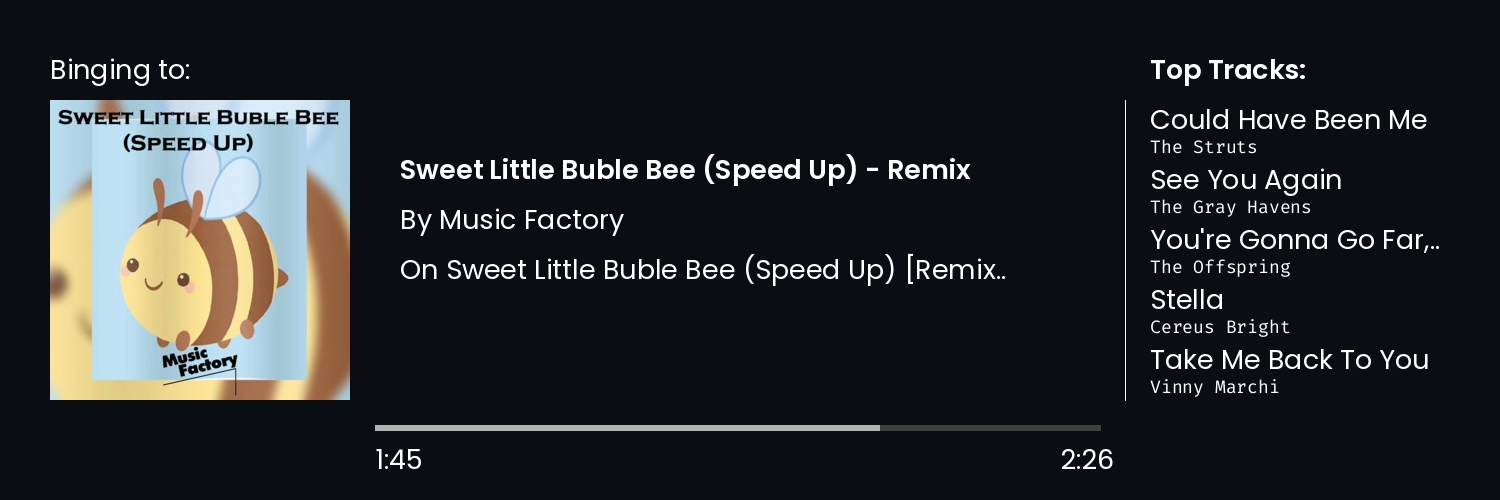 Binging to:
SWEET LITTLE BUBLE BEE
(SPEED UP)
Music
Factory
Sweet Little Buble Bee (Speed Up) - Remix
By Music Factory
On Sweet Little Buble Bee (Speed Up) [Remix..
1:45
2:26
Top Tracks:
Could Have Been Me
The Struts
See You Again
The Gray Havens
You're Gonna Go Far,..
The Offspring
Stella
Cereus Bright
Take Me Back To You
Vinny Marchi